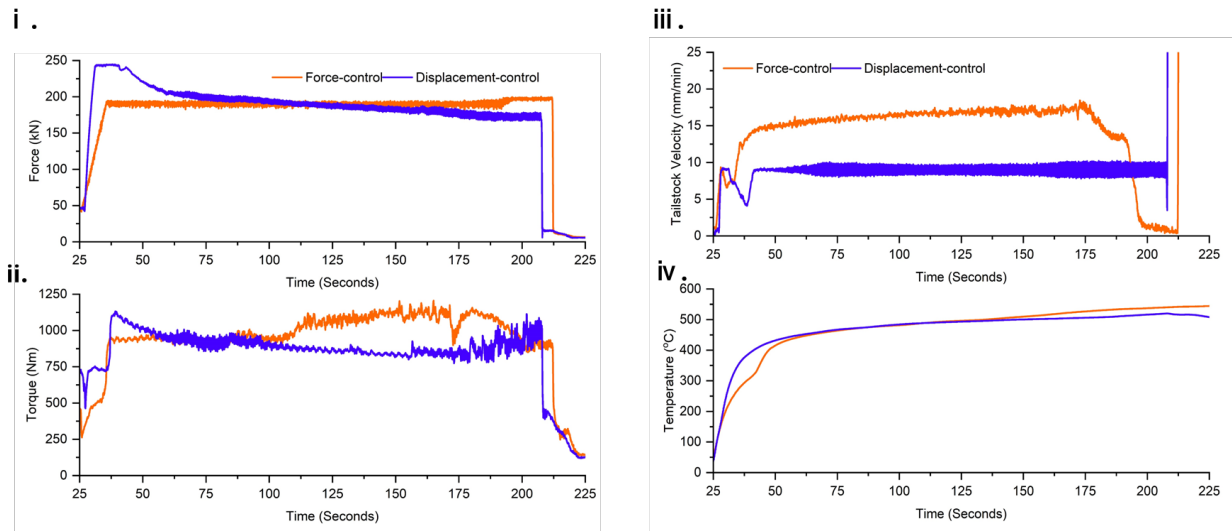 i .
250
200
150
100
50
0
Force (kN)
Force-control
Displacement-control
25 50 75 100 125 150 175 200 225
Time (Seconds)
ii.
1250
1000
750
500
250
0
Torque (Nm)
25 50 75 100 125 150 175 200 225
Time (Seconds)
iii .
25
20
15
10
5
0
Tailstock Velocity (mm/min)
Force-control
Displacement-control
25 50 75 100 125 150 175 200 225
Time (Seconds)
iv .
600
500
400
300
200
100
0
Temperature (°C)
25 50 75 100 125 150 175 200 225
Time (Seconds)